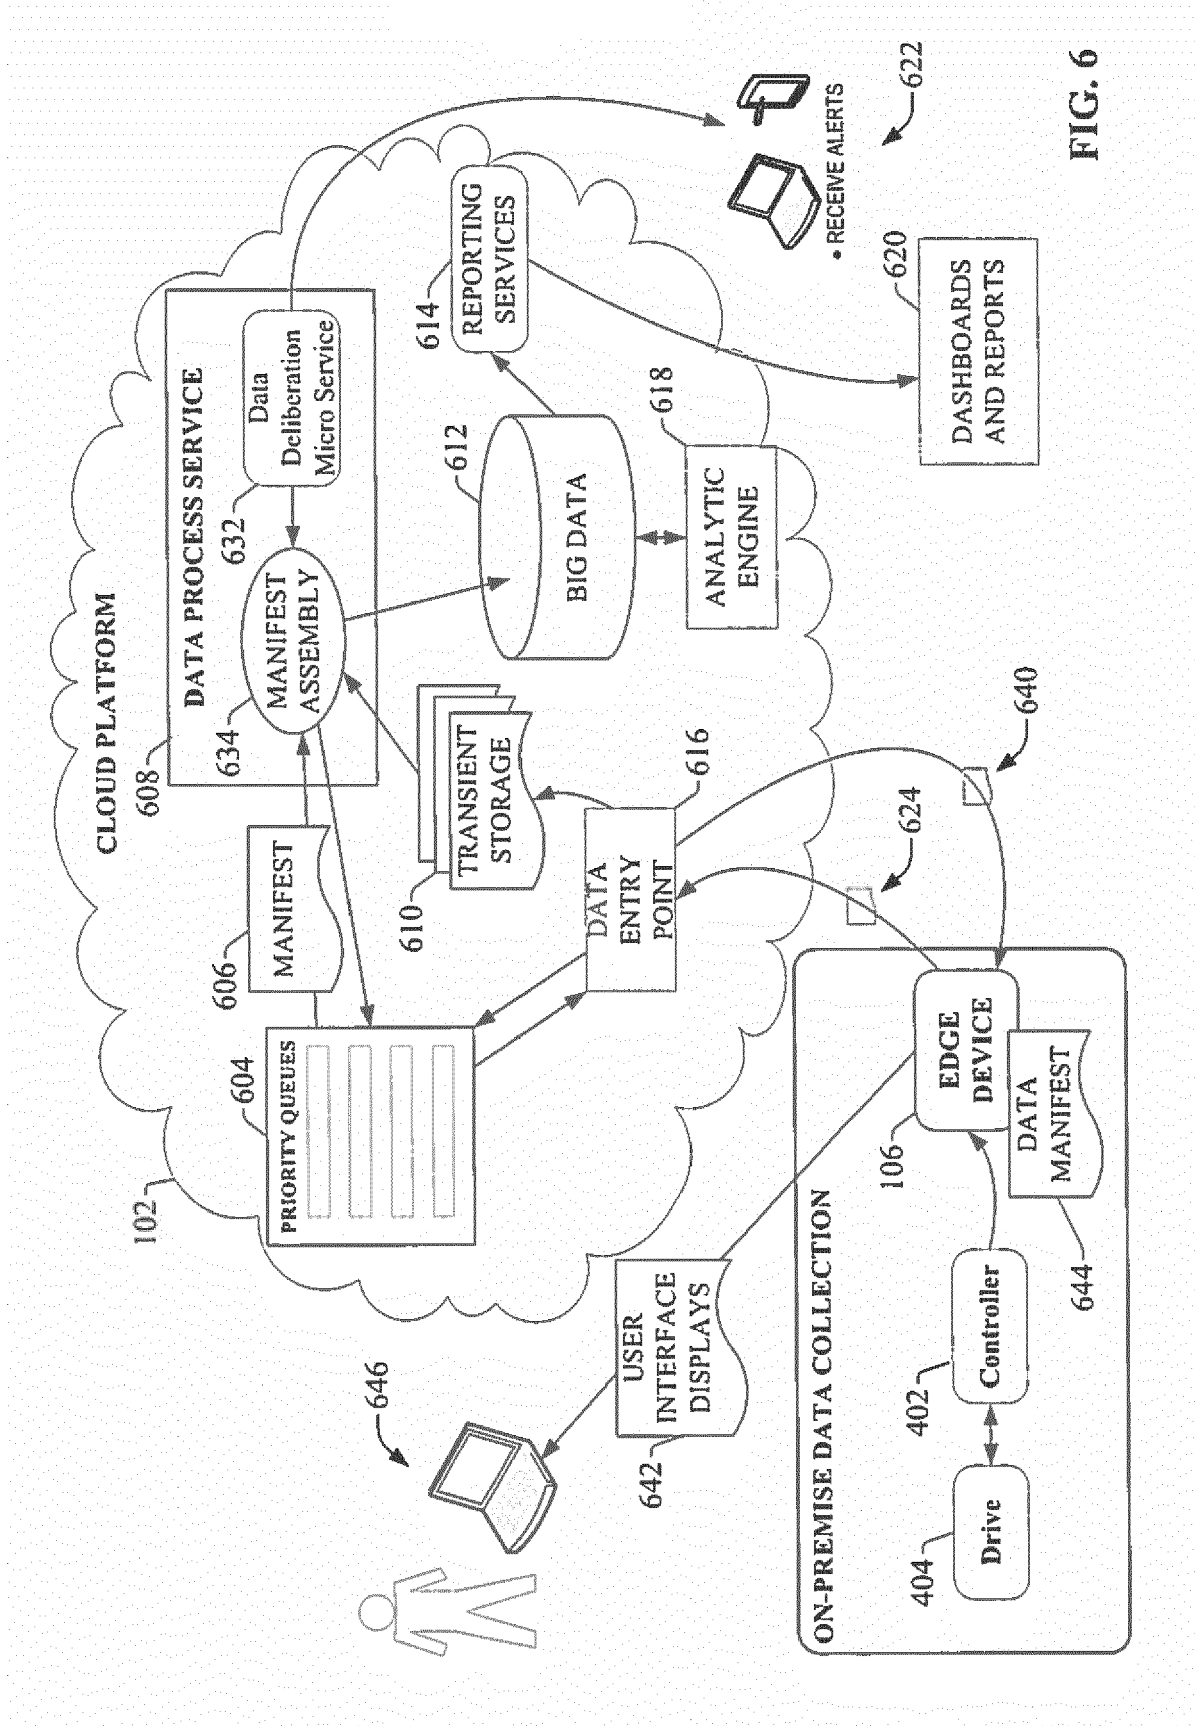 CLOUD PLATFORM
102
608
DATA PROCESS SERVICE
634
MANIFEST
ASSEMBLY
632
Data
Deliberation
Micro Service
606
MANIFEST
604
PRIORITY QUEUES
610
TRANSIENT
STORAGE
612
BIG DATA
614
REPORTING
SERVICES
616
DATA
ENTRY
POINT
618
ANALYTIC
ENGINE
620
DASHBOARDS
AND REPORTS
• RECEIVE ALERTS
622
624
640
646
642
USER
INTERFACE
DISPLAYS
ON-PREMISE DATA COLLECTION
404
Drive
402
Controller
106
EDGE
DEVICE
DATA
MANIFEST
644
FIG. 6